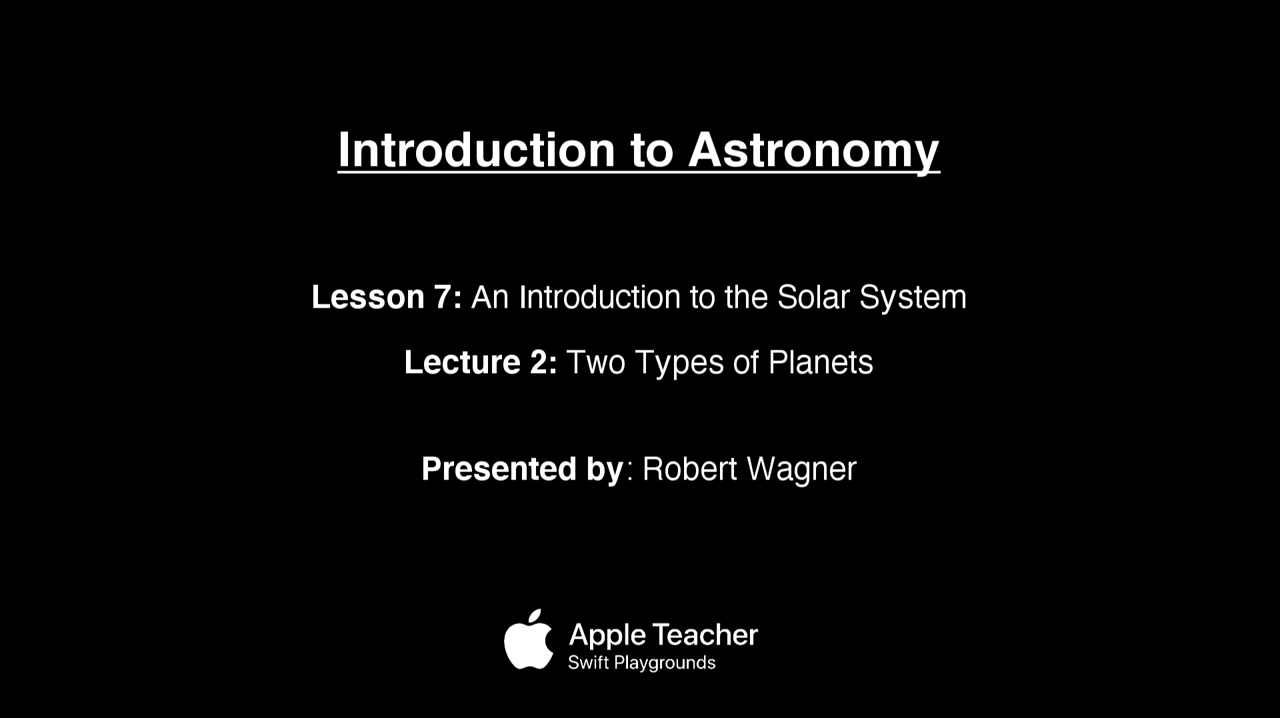 Introduction to Astronomy
Lesson 7: An Introduction to the Solar System
Lecture 2: Two Types of Planets
Presented by: Robert Wagner
Apple Teacher
Swift Playgrounds